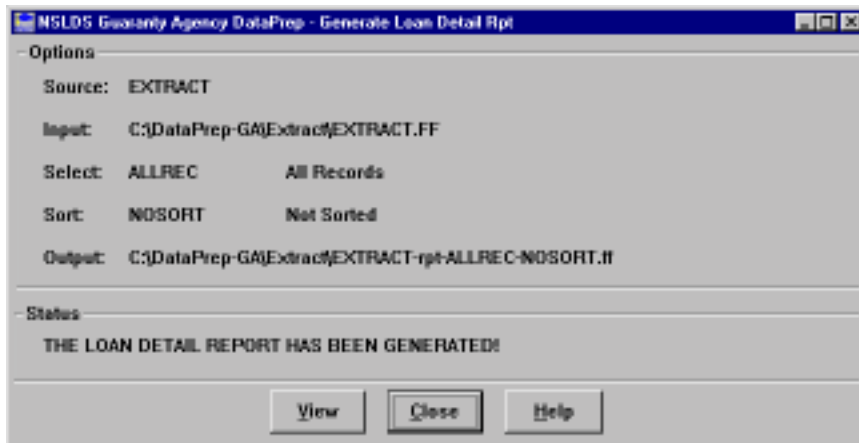 NSLDS Guaranty Agency DataPrep - Generate Loan Detail Rpt
Options
Source: EXTRACT
Input: C:\DataPrep-GA\Extract\EXTRACT.FF
Select: ALLREC All Records
Sort: NOSORT Not Sorted
Output: C:\DataPrep-GA\Extract\EXTRACT-rpt-ALLREC-NOSORT.ff
Status
THE LOAN DETAIL REPORT HAS BEEN GENERATED!
View Close Help